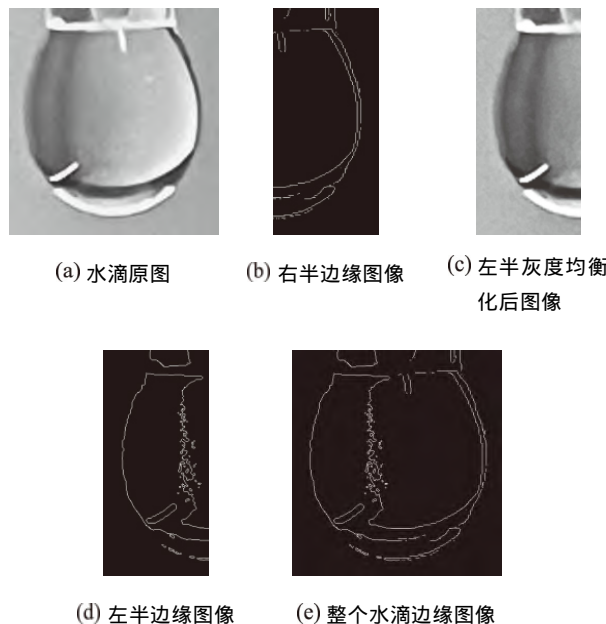 (a) 水滴原图
(b) 右半边缘图像
(c) 左半灰度均衡
化后图像
(d) 左半边缘图像
(e) 整个水滴边缘图像